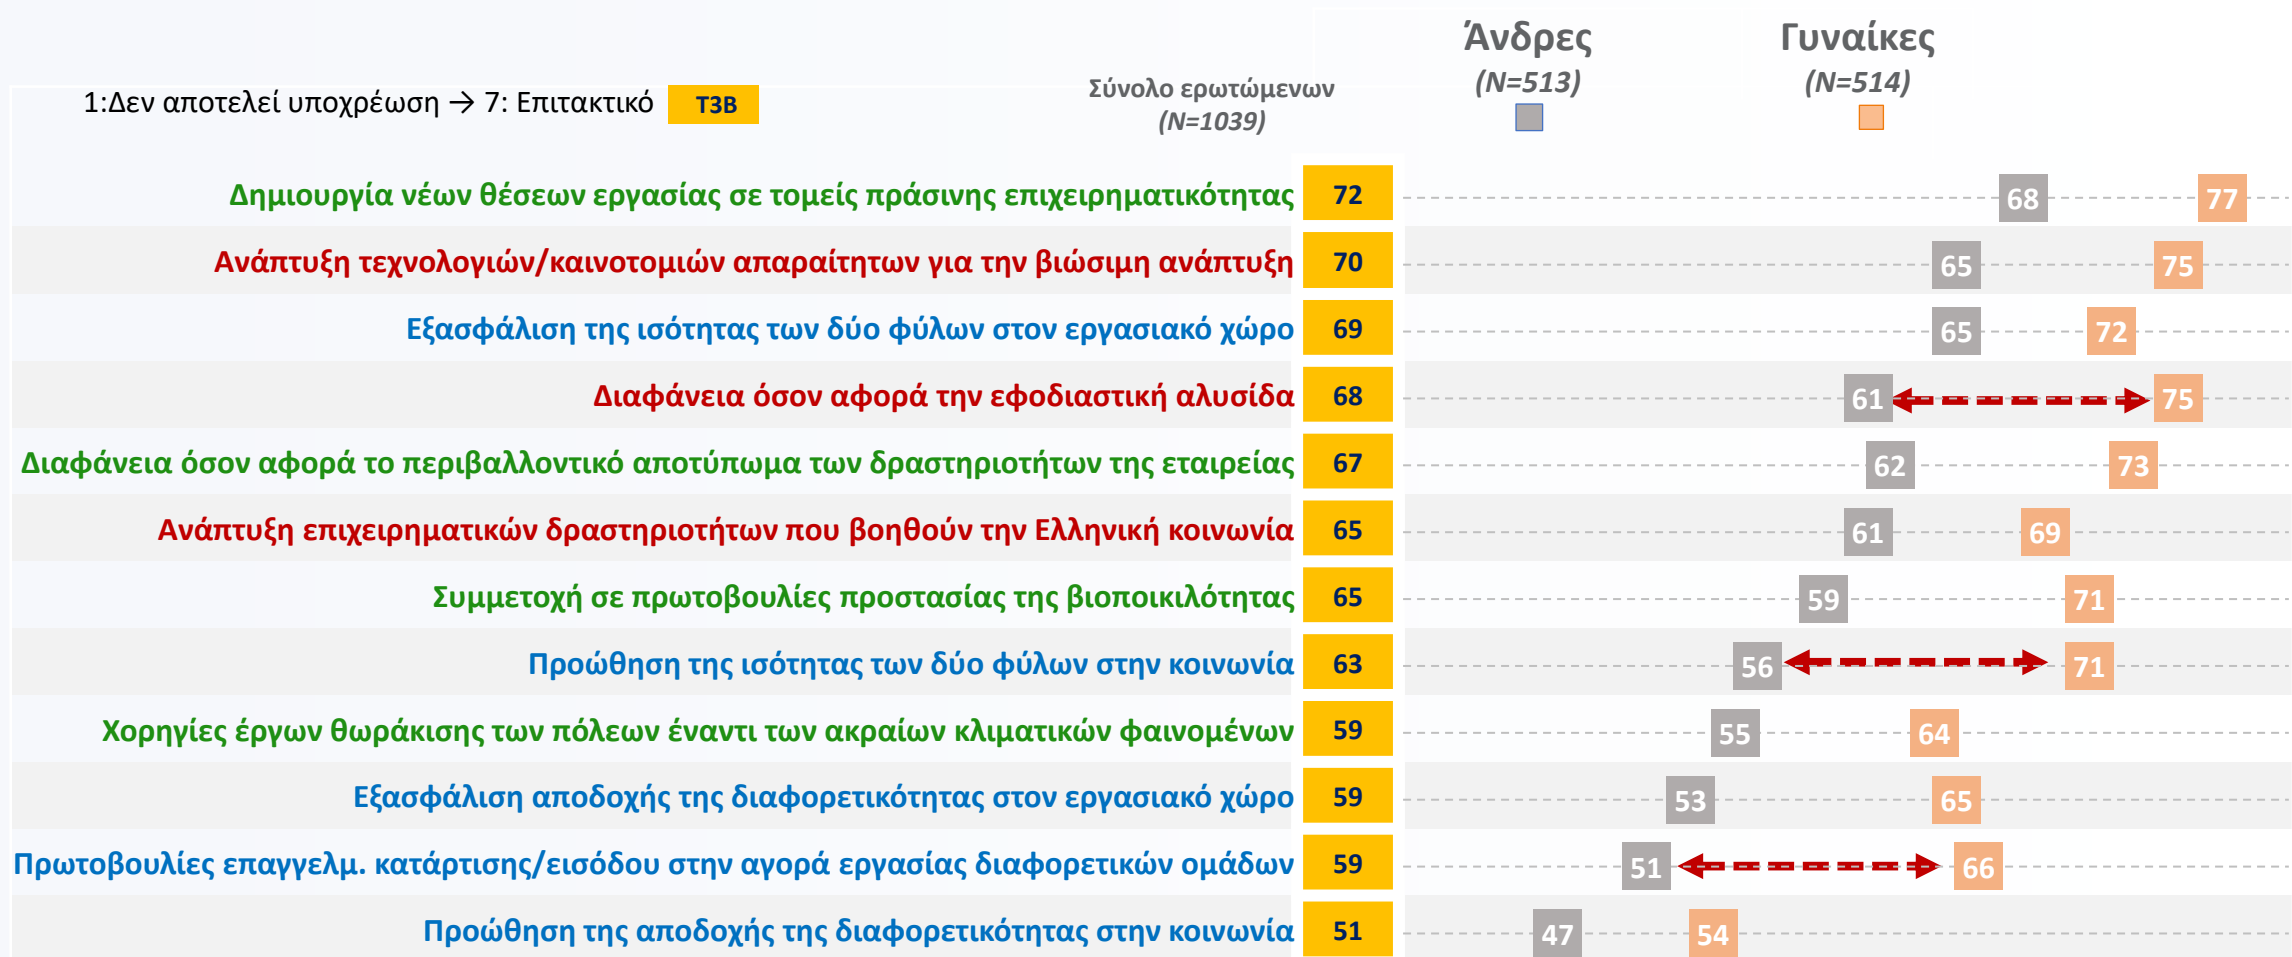 Άνδρες
(N=513)
Γυναίκες
(N=514)
Σύνολο ερωτώμενων
(N=1039)
1:Δεν αποτελεί υποχρέωση → 7: Επιτακτικό T3B
Δημιουργία νέων θέσεων εργασίας σε τομείς πράσινης επιχειρηματικότητας 72 68 77
Ανάπτυξη τεχνολογιών/καινοτομιών απαραίτητων για την βιώσιμη ανάπτυξη 70 65 75
Εξασφάλιση της ισότητας των δύο φύλων στον εργασιακό χώρο 69 65 72
Διαφάνεια όσον αφορά την εφοδιαστική αλυσίδα 68 61 75
Διαφάνεια όσον αφορά το περιβαλλοντικό αποτύπωμα των δραστηριοτήτων της εταιρείας 67 62 73
Ανάπτυξη επιχειρηματικών δραστηριοτήτων που βοηθούν την Ελληνική κοινωνία 65 61 69
Συμμετοχή σε πρωτοβουλίες προστασίας της βιοποικιλότητας 65 59 71
Προώθηση της ισότητας των δύο φύλων στην κοινωνία 63 56 71
Χορηγίες έργων θωράκισης των πόλεων έναντι των ακραίων κλιματικών φαινομένων 59 55 64
Εξασφάλιση αποδοχής της διαφορετικότητας στον εργασιακό χώρο 59 53 65
Πρωτοβουλίες επαγγελμ. κατάρτισης/εισόδου στην αγορά εργασίας διαφορετικών ομάδων 59 51 66
Προώθηση της αποδοχής της διαφορετικότητας στην κοινωνία 51 47 54